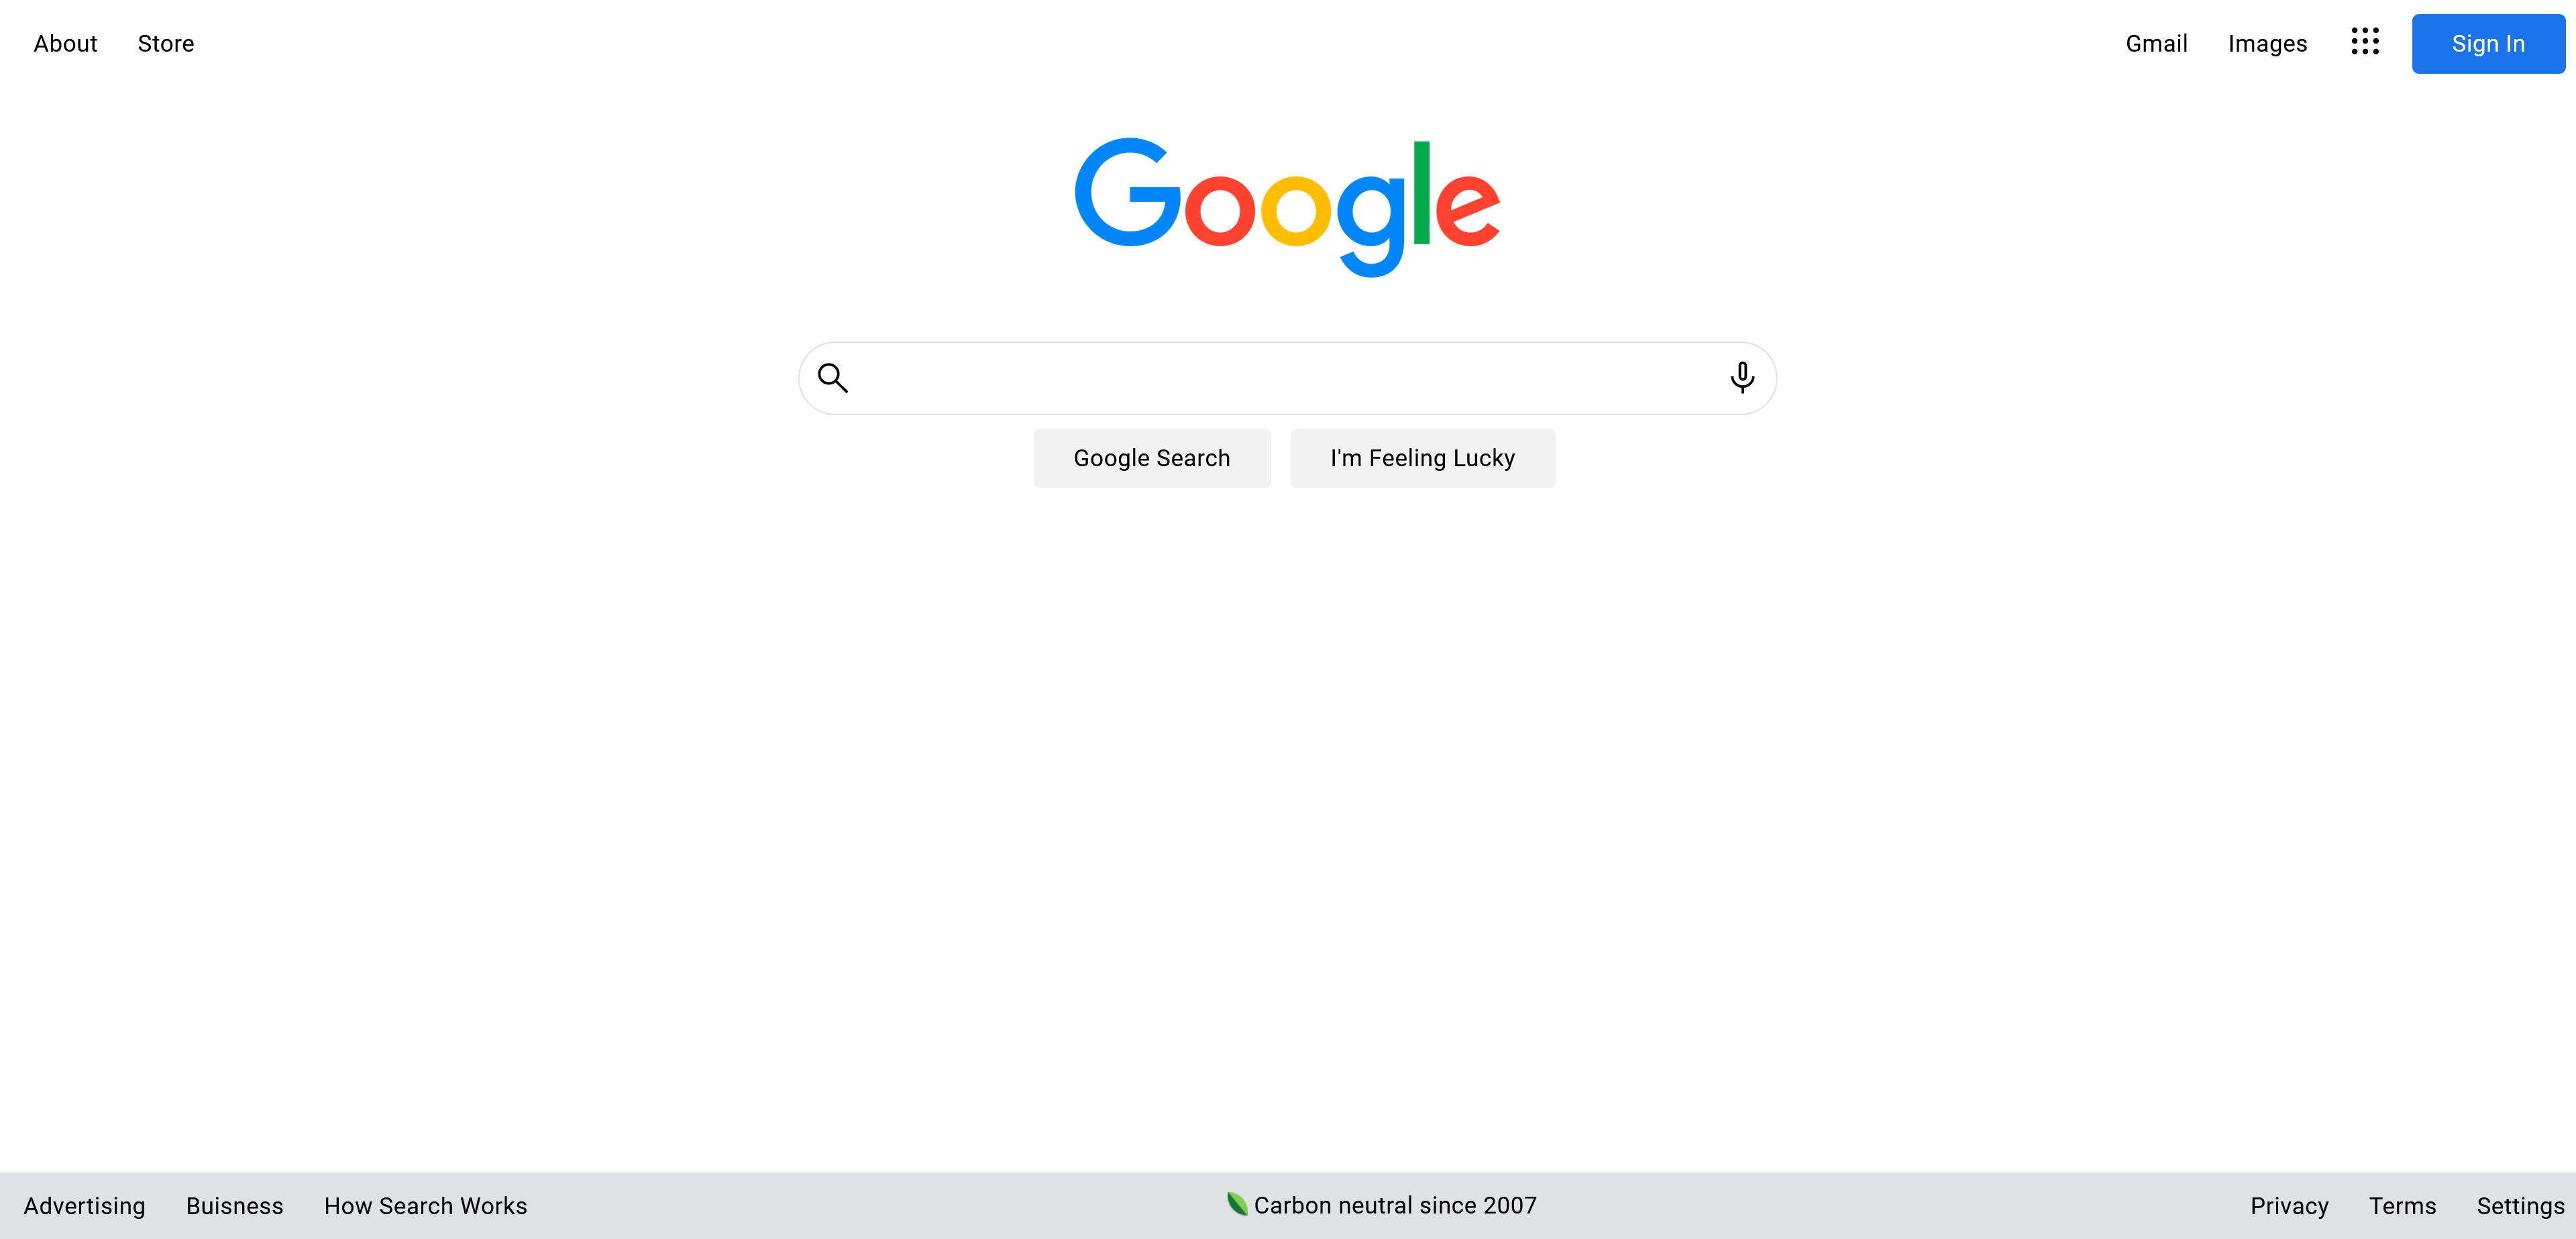 About Store Gmail Images Sign In
Google
Google Search I'm Feeling Lucky
Advertising Buisness How Search Works Carbon neutral since 2007 Privacy Terms Settings